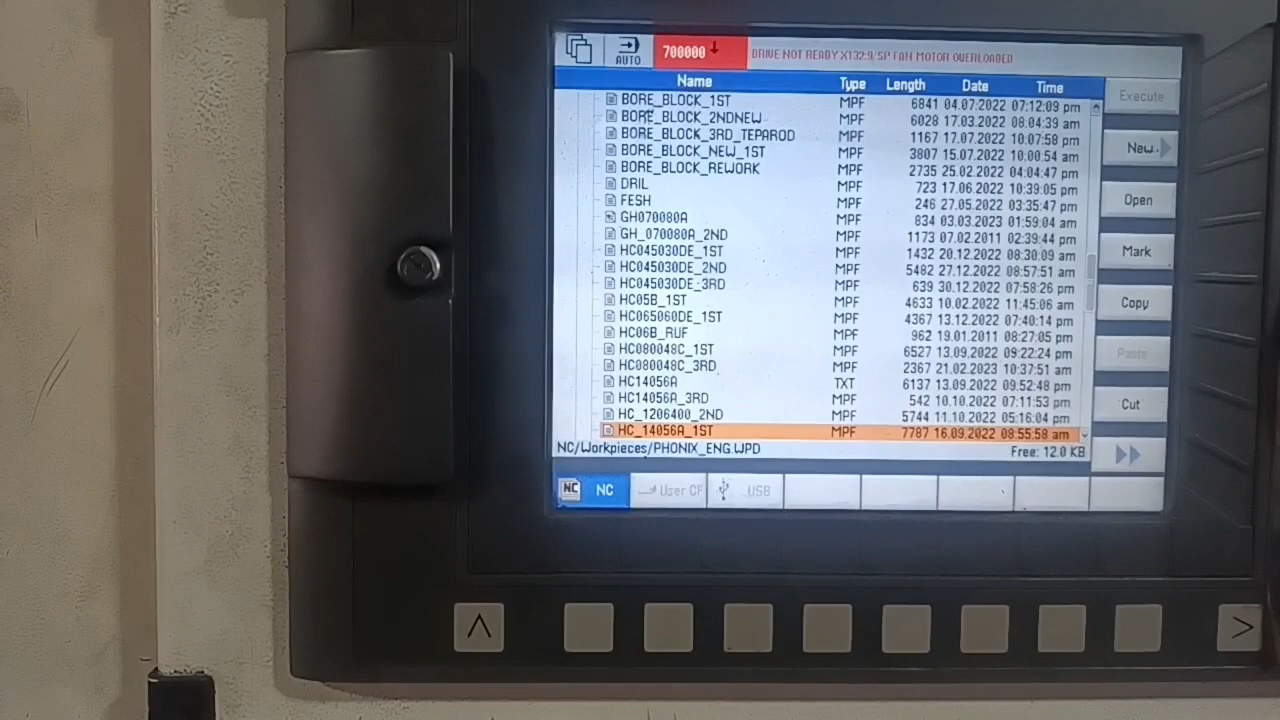 AUTO 700000 DRIVE NOT READY X132:9/SP FAN MOTOR OVERLOADED
Name Type Length Date Time
BORE_BLOCK_1ST MPF 6841 04.07.2022 07:12:09 pm
BORE_BLOCK_2NDNEW MPF 6028 17.03.2022 08:04:39 am
BORE_BLOCK_3RD_TEPAROD MPF 1167 17.07.2022 10:07:58 pm
BORE_BLOCK_NEW_1ST MPF 3807 15.07.2022 10:00:54 am
BORE_BLOCK_REWORK MPF 2735 25.02.2022 04:04:47 pm
DRIL MPF 723 17.06.2022 10:39:05 pm
FESH MPF 246 27.05.2022 03:35:47 pm
GH070080A MPF 834 03.03.2023 01:59:04 am
GH_070080A_2ND MPF 1173 07.02.2011 02:39:44 pm
HC045030DE_1ST MPF 1432 20.12.2022 08:30:09 am
HC045030DE_2ND MPF 5482 27.12.2022 08:57:51 am
HC045030DE_3RD MPF 639 30.12.2022 07:58:26 pm
HC05B_1ST MPF 4633 10.02.2022 11:45:06 am
HC065060DE_1ST MPF 4367 13.12.2022 07:40:14 pm
HC06B_RUF MPF 962 19.01.2011 08:27:05 pm
HC080048C_1ST MPF 6527 13.09.2022 09:22:24 pm
HC080048C_3RD MPF 2367 21.02.2023 10:37:51 am
HC14056A TXT 6137 13.09.2022 09:52:48 pm
HC14056A_3RD MPF 542 10.10.2022 07:11:53 pm
HC_1206400_2ND MPF 5744 11.10.2022 05:16:04 pm
HC_14056A_1ST MPF 7787 16.09.2022 08:55:58 am
NC/Workpieces/PHONIX_ENG.WPD Free: 12.0 KB
Execute
New
Open
Mark
Copy
Paste
Cut
NC NC User CF USB